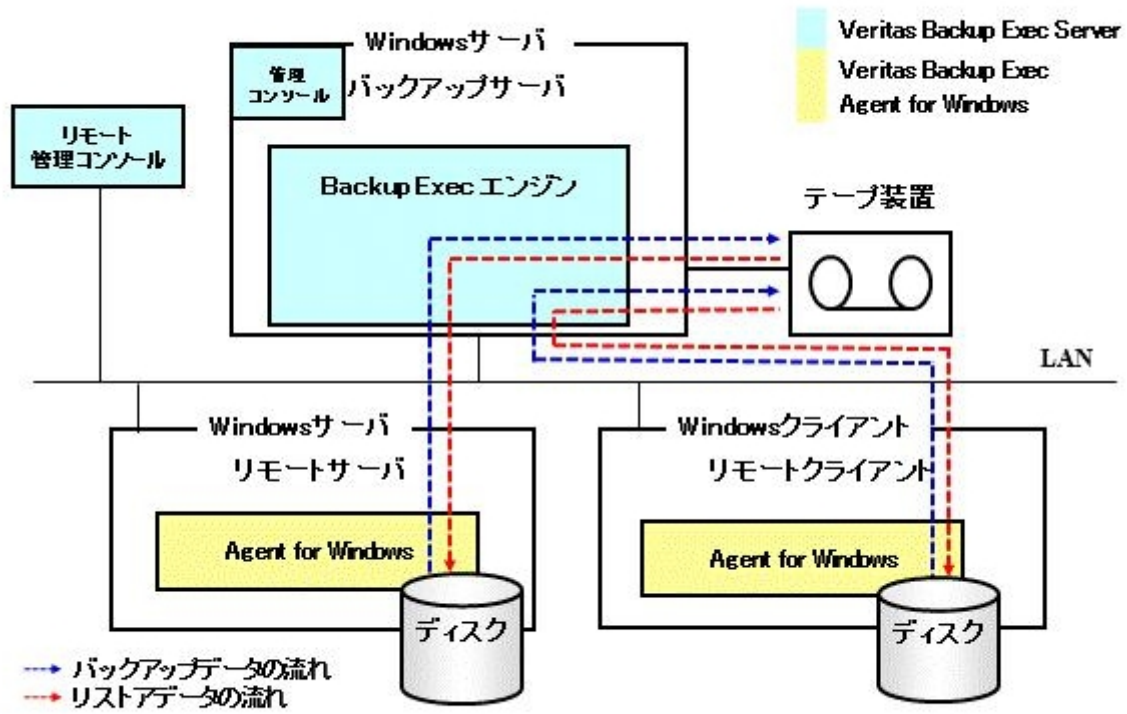 Windowsサーバ
Veritas Backup Exec Server
Veritas Backup Exec
Agent for Windows
管理
コンソール
バックアップサーバ
リモート
管理コンソール
Backup Exec エンジン
テープ装置
LAN
Windowsサーバ
リモートサーバ
Agent for Windows
ディスク
Windowsクライアント
リモートクライアント
Agent for Windows
ディスク
バックアップデータの流れ
リストアデータの流れ